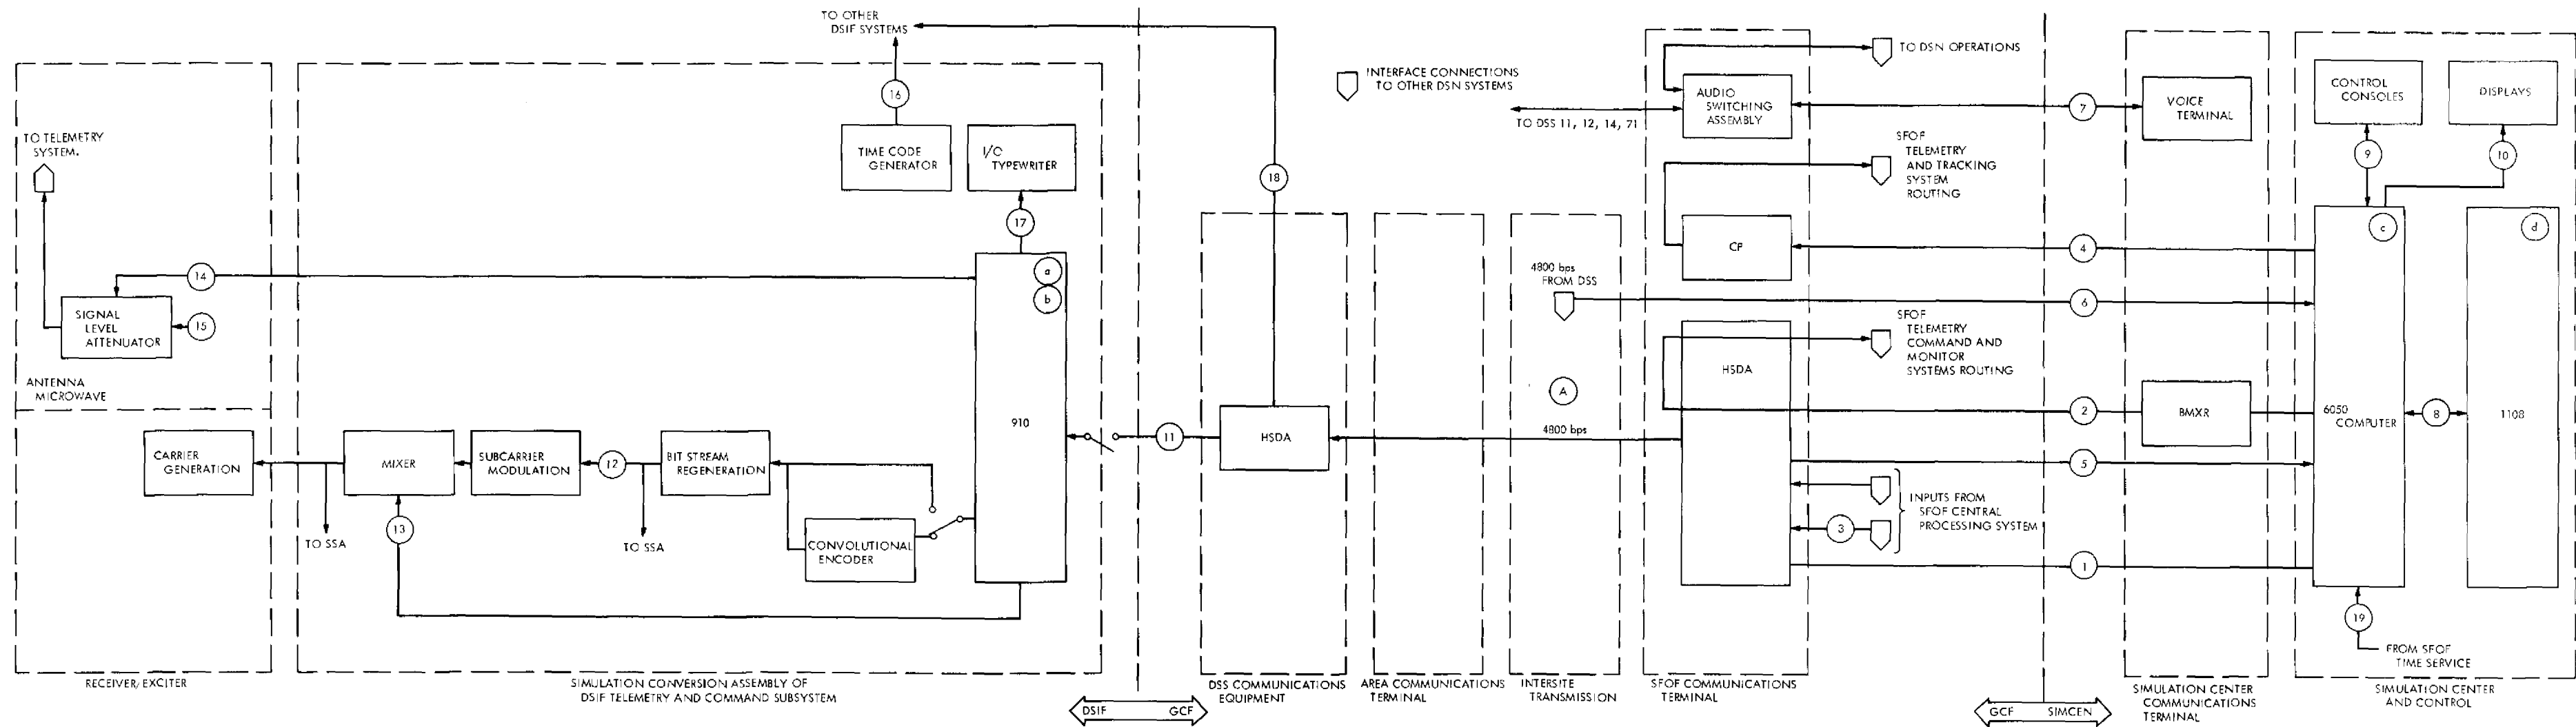 TO TELEMETRY
SYSTEM.
14
SIGNAL
LEVEL
ATTENUATOR
15
ANTENNA
MICROWAVE
CARRIER
GENERATION
RECEIVER/EXCITER
TO OTHER
DSIF SYSTEMS
16
TIME CODE
GENERATOR
I/O
TYPEWRITER
17
a
b
910
MIXER
SUBCARRIER
MODULATION
12
BIT STREAM
REGENERATION
13
TO SSA
TO SSA
CONVOLUTIONAL
ENCODER
SIMULATION CONVERSION ASSEMBLY OF
DSIF TELEMETRY AND COMMAND SUBSYSTEM
DSIF
GCF
11
18
HSDA
DSS COMMUNICATIONS
EQUIPMENT
AREA COMMUNICATIONS
TERMINAL
INTERFACE CONNECTIONS
TO OTHER DSN SYSTEMS
TO DSS 11, 12, 14, 71
4800 bps
FROM DSS
A
4800 bps
INTERSITE
TRANSMISSION
TO DSN OPERATIONS
AUDIO
SWITCHING
ASSEMBLY
SFOF
TELEMETRY
AND TRACKING
SYSTEM
ROUTING
CP
SFOF
TELEMETRY
COMMAND AND
MONITOR
SYSTEMS ROUTING
HSDA
INPUTS FROM
SFOF CENTRAL
PROCESSING SYSTEM
3
SFOF COMMUNICATIONS
TERMINAL
7
4
6
2
5
1
GCF
SIMCEN
VOICE
TERMINAL
BMXR
SIMULATION CENTER
COMMUNICATIONS
TERMINAL
CONTROL
CONSOLES
DISPLAYS
9
10
c
d
6050
COMPUTER
8
1108
19
FROM SFOF
TIME SERVICE
SIMULATION CENTER
AND CONTROL